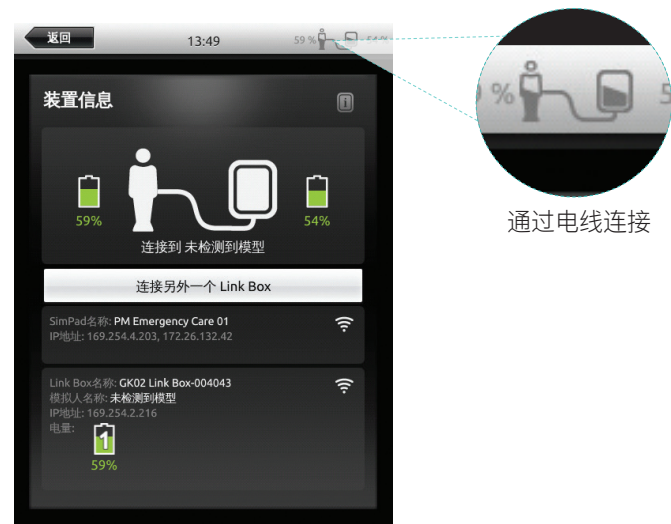 返回
13:49
59 %
54 %
装置信息
59%
54%
连接到 未检测到模型
连接另外一个 Link Box
SimPad名称: PM Emergency Care 01
IP地址: 169.254.4.203, 172.26.132.42
Link Box名称: GK02 Link Box-004043
模拟人名称: 未检测到模型
IP地址: 169.254.2.216
电量:
1
59%
%
5
通过电线连接